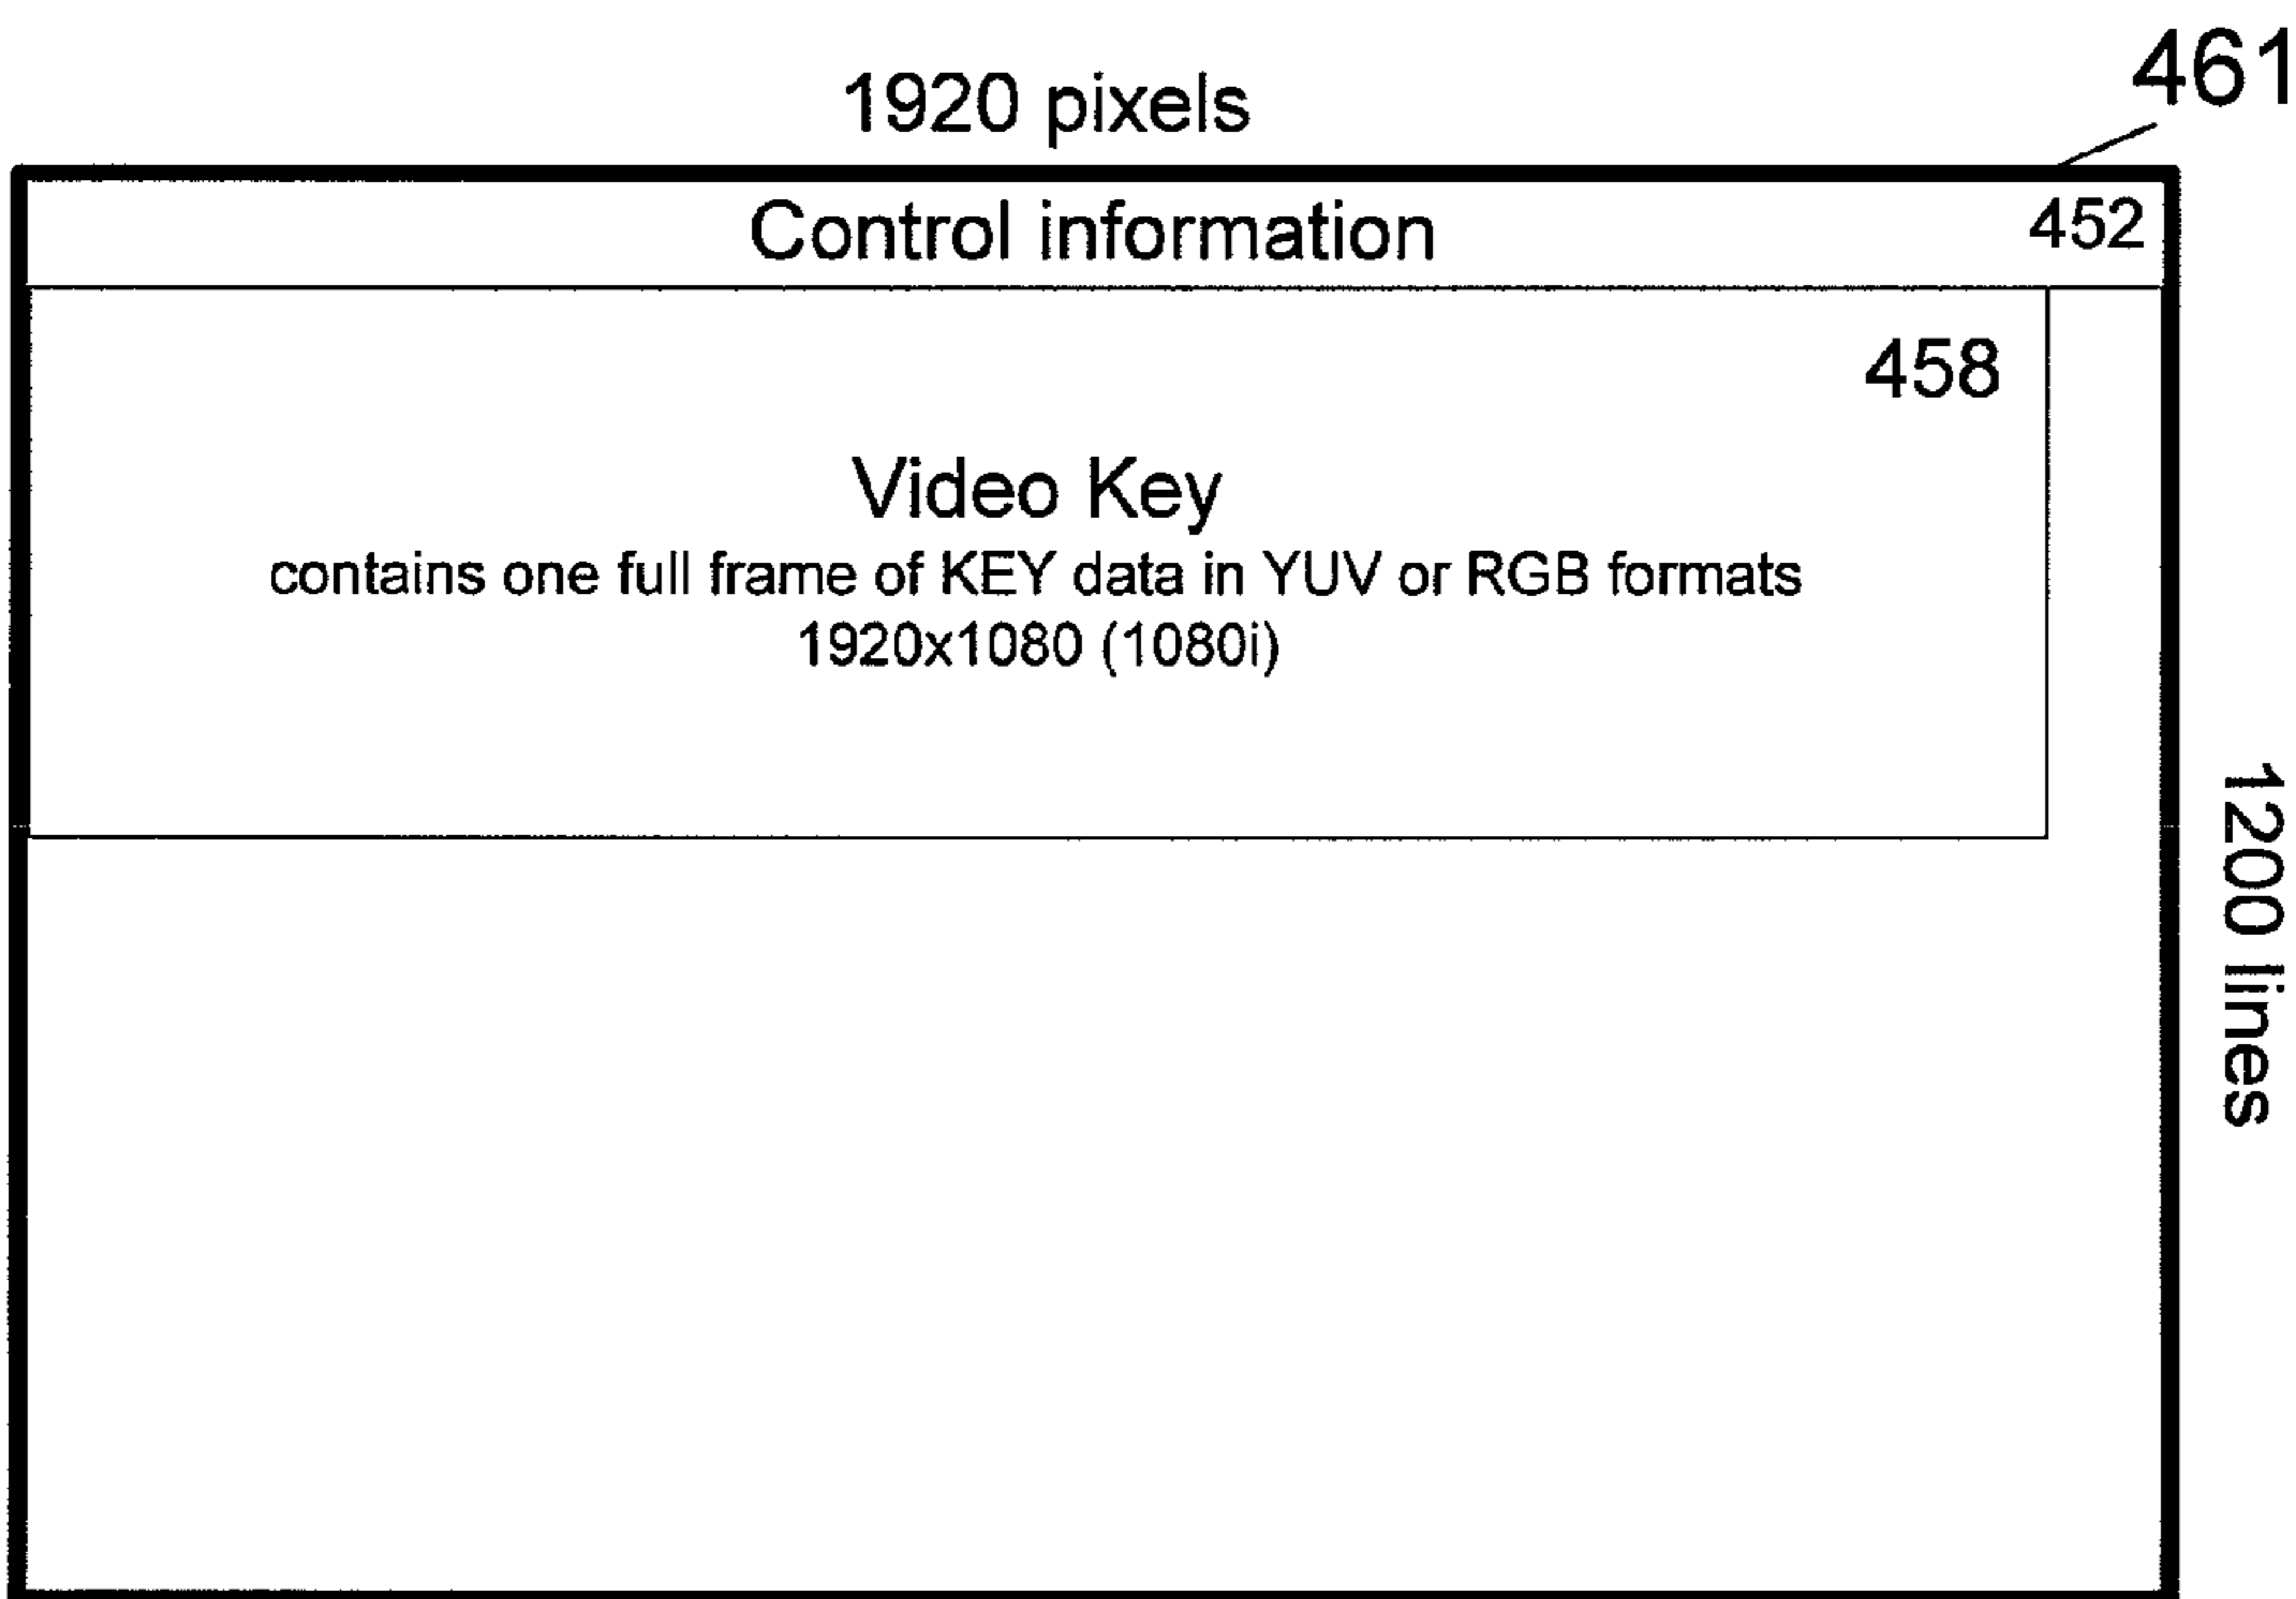 461
1920 pixels
Control information
452
458
Video Key
contains one full frame of KEY data in YUV or RGB formats
1920x1080 (1080i)
1200 lines